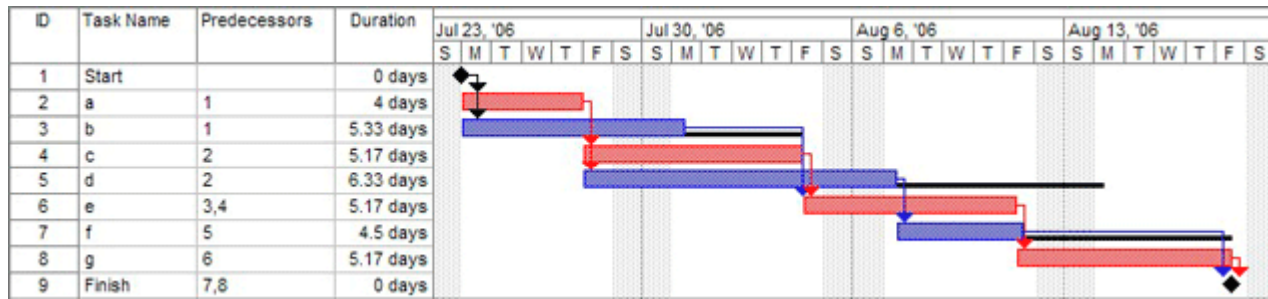 ID Task Name Predecessors Duration Jul 23, '06 Jul 30, '06 Aug 6, '06 Aug 13, '06
S M T W T F S S M T W T F S S M T W T F S S M T W T F S
1 Start 0 days
2 a 1 4 days
3 b 1 5.33 days
4 c 2 5.17 days
5 d 2 6.33 days
6 e 3,4 5.17 days
7 f 5 4.5 days
8 g 6 5.17 days
9 Finish 7,8 0 days